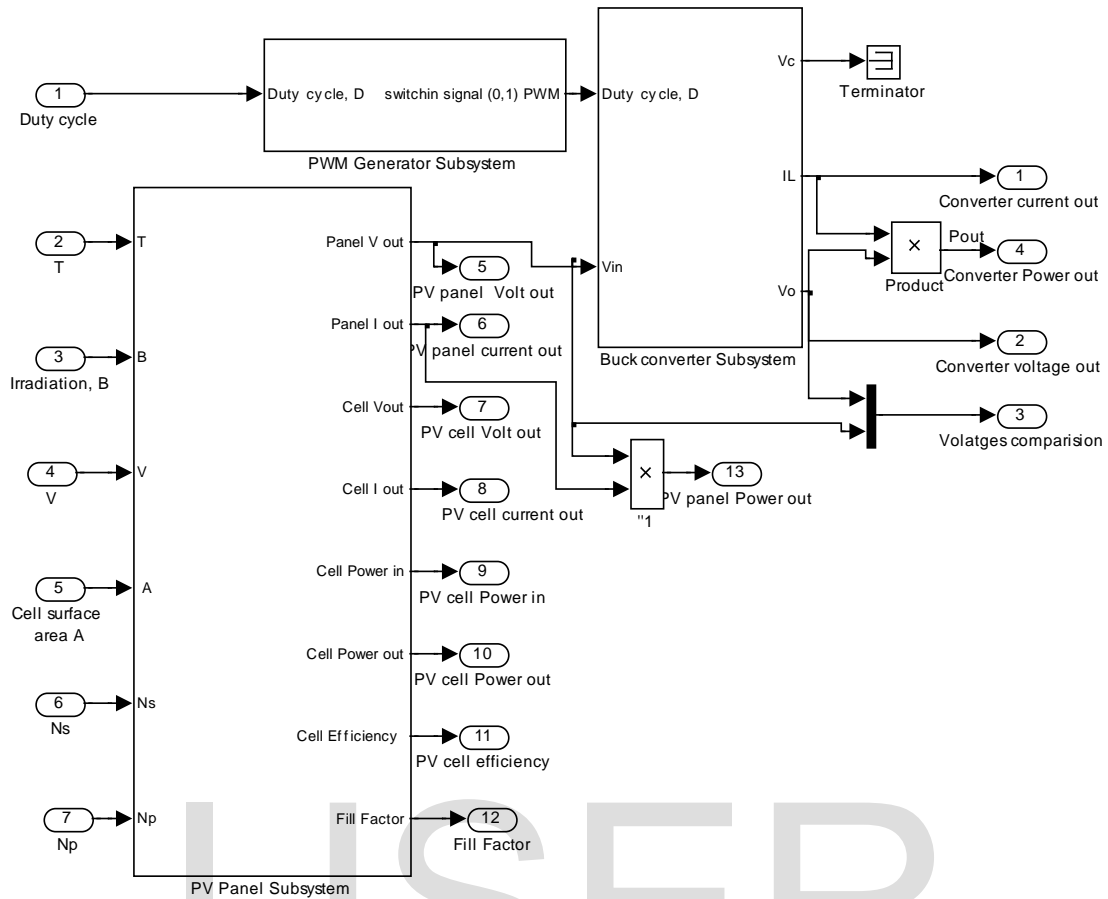 1
Duty cycle
Duty cycle, D
switchin signal (0,1) PWM
PWM Generator Subsystem
Duty cycle, D
Vin
Vc
IL
Vo
Buck converter Subsystem
Terminator
1
Converter current out
×
Product
Pout
4
Converter Power out
2
Converter voltage out
3
Volatges comparision
2
T
3
Irradiation, B
4
V
5
Cell surface
area A
6
Ns
7
Np
T
B
V
A
Ns
Np
Panel V out
Panel I out
Cell Vout
Cell I out
Cell Power in
Cell Power out
Cell Efficiency
Fill Factor
PV Panel Subsystem
5
PV panel Volt out
6
PV panel current out
7
PV cell Volt out
8
PV cell current out
9
PV cell Power in
10
PV cell Power out
11
PV cell efficiency
12
Fill Factor
×
"1
13
PV panel Power out